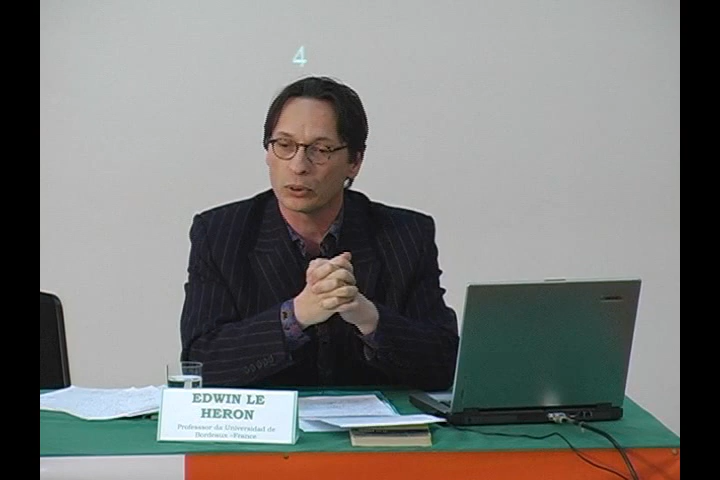 4
EDWIN LE
HERON
Professor da Universidad de
Bordeaux -France